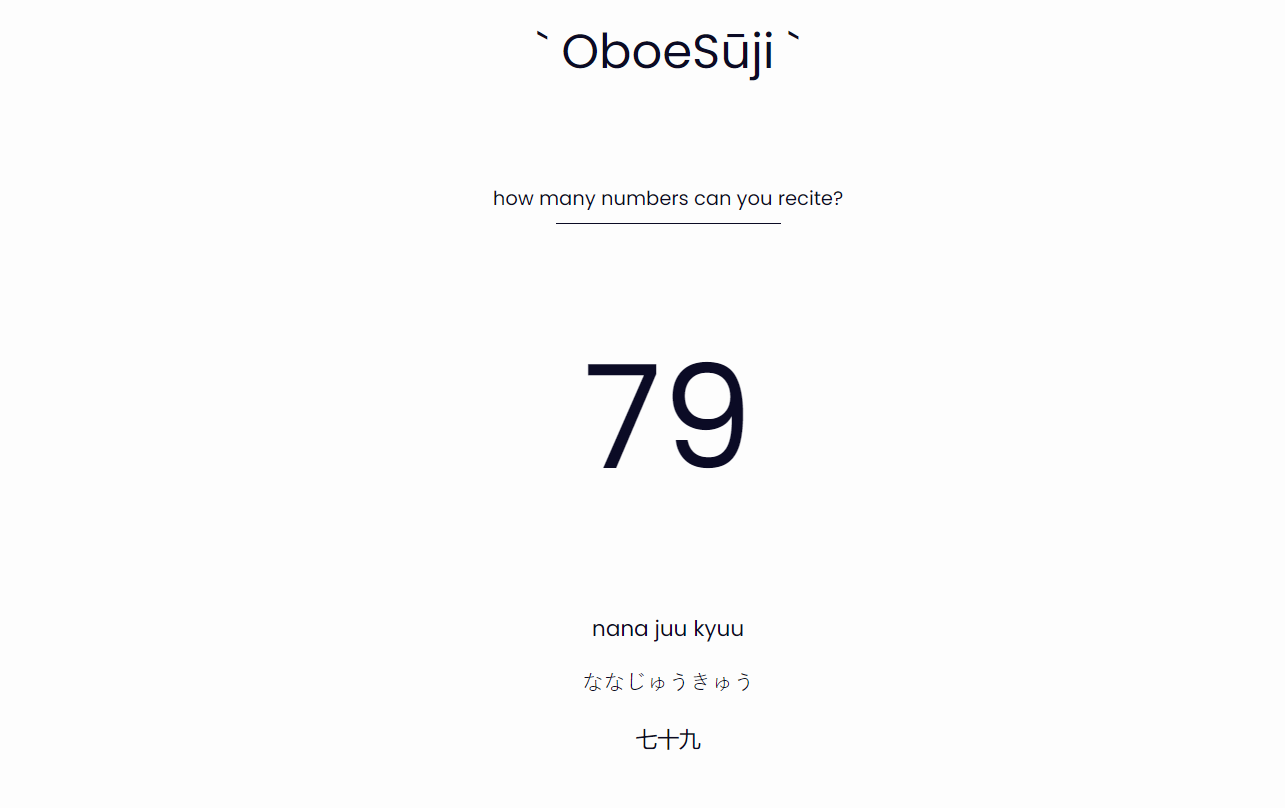 ` OboeSūji `
how many numbers can you recite?
79
nana juu kyuu
ななじゅうきゅう
七十九